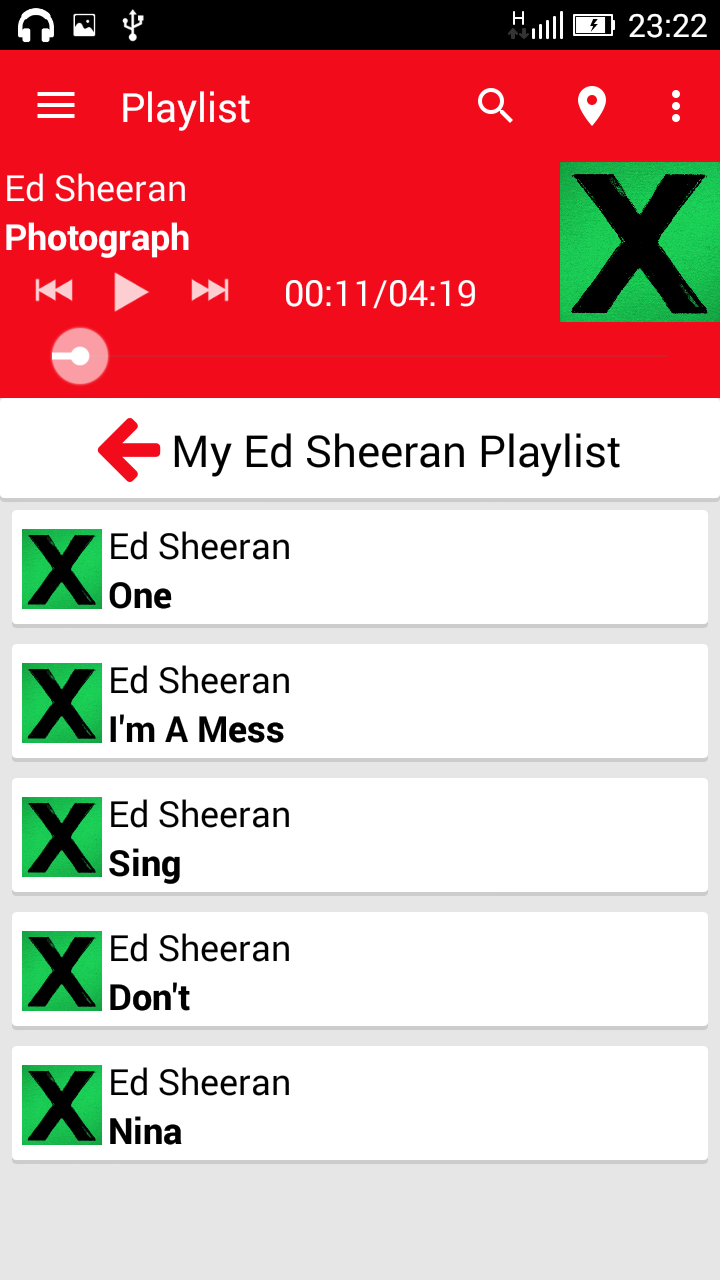 H
23:22
Playlist
Ed Sheeran
Photograph
00:11/04:19
X
My Ed Sheeran Playlist
X
Ed Sheeran
One
X
Ed Sheeran
I'm A Mess
X
Ed Sheeran
Sing
X
Ed Sheeran
Don't
X
Ed Sheeran
Nina